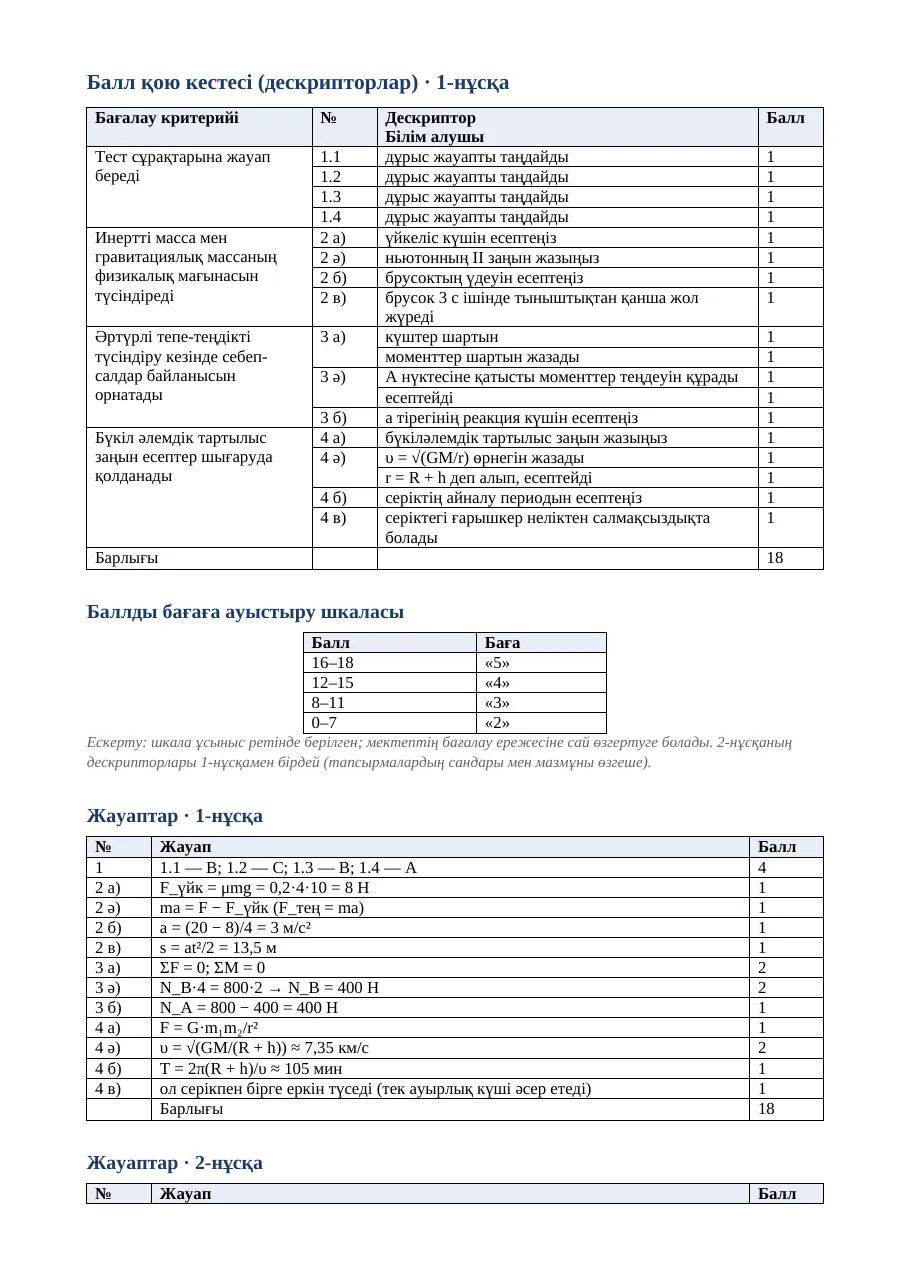 Балл қою кестесі (дескрипторлар) · 1-нұсқа
Бағалау критерийі № Дескриптор Балл
Білім алушы
Тест сұрақтарына жауап 1.1 дұрыс жауапты таңдайды 1
береді 1.2 дұрыс жауапты таңдайды 1
1.3 дұрыс жауапты таңдайды 1
1.4 дұрыс жауапты таңдайды 1
Инертті масса мен 2 а) үйкеліс күшін есептеңіз 1
гравитациялық массаның 2 ә) ньютонның II заңын жазыңыз 1
физикалық мағынасын 2 б) брусоктың үдеуін есептеңіз 1
түсіндіреді 2 в) брусок 3 с ішінде тыныштықтан қанша жол 1
жүреді
Әртүрлі тепе-теңдікті 3 а) күштер шартын 1
түсіндіру кезінде себеп- моменттер шартын жазады 1
салдар байланысын 3 ә) А нүктесіне қатысты моменттер теңдеуін құрады 1
орнатады есептейді 1
3 б) а тірегінің реакция күшін есептеңіз 1
Бүкіл әлемдік тартылыс 4 а) бүкіләлемдік тартылыс заңын жазыңыз 1
заңын есептер шығаруда 4 ә) υ = √(GM/r) өрнегін жазады 1
қолданады r = R + h деп алып, есептейді 1
4 б) серіктің айналу периодын есептеңіз 1
4 в) серіктегі ғарышкер неліктен салмақсыздықта 1
болады
Барлығы 18
Баллды бағаға ауыстыру шкаласы
Балл Баға
16–18 «5»
12–15 «4»
8–11 «3»
0–7 «2»
Ескерту: шкала ұсыныс ретінде берілген; мектептің бағалау ережесіне сай өзгертуге болады. 2-нұсқаның
дескрипторлары 1-нұсқамен бірдей (тапсырмалардың сандары мен мазмұны өзгеше).
Жауаптар · 1-нұсқа
№ Жауап Балл
1 1.1 — B; 1.2 — C; 1.3 — B; 1.4 — A 4
2 а) F_үйк = μmg = 0,2·4·10 = 8 Н 1
2 ә) ma = F − F_үйк (F_тең = ma) 1
2 б) a = (20 − 8)/4 = 3 м/с² 1
2 в) s = at²/2 = 13,5 м 1
3 а) ΣF = 0; ΣM = 0 2
3 ә) N_B·4 = 800·2 → N_B = 400 Н 2
3 б) N_A = 800 − 400 = 400 Н 1
4 а) F = G·m₁m₂/r² 1
4 ә) υ = √(GM/(R + h)) ≈ 7,35 км/с 2
4 б) T = 2π(R + h)/υ ≈ 105 мин 1
4 в) ол серікпен бірге еркін түседі (тек ауырлық күші әсер етеді) 1
Барлығы 18
Жауаптар · 2-нұсқа
№ Жауап Балл